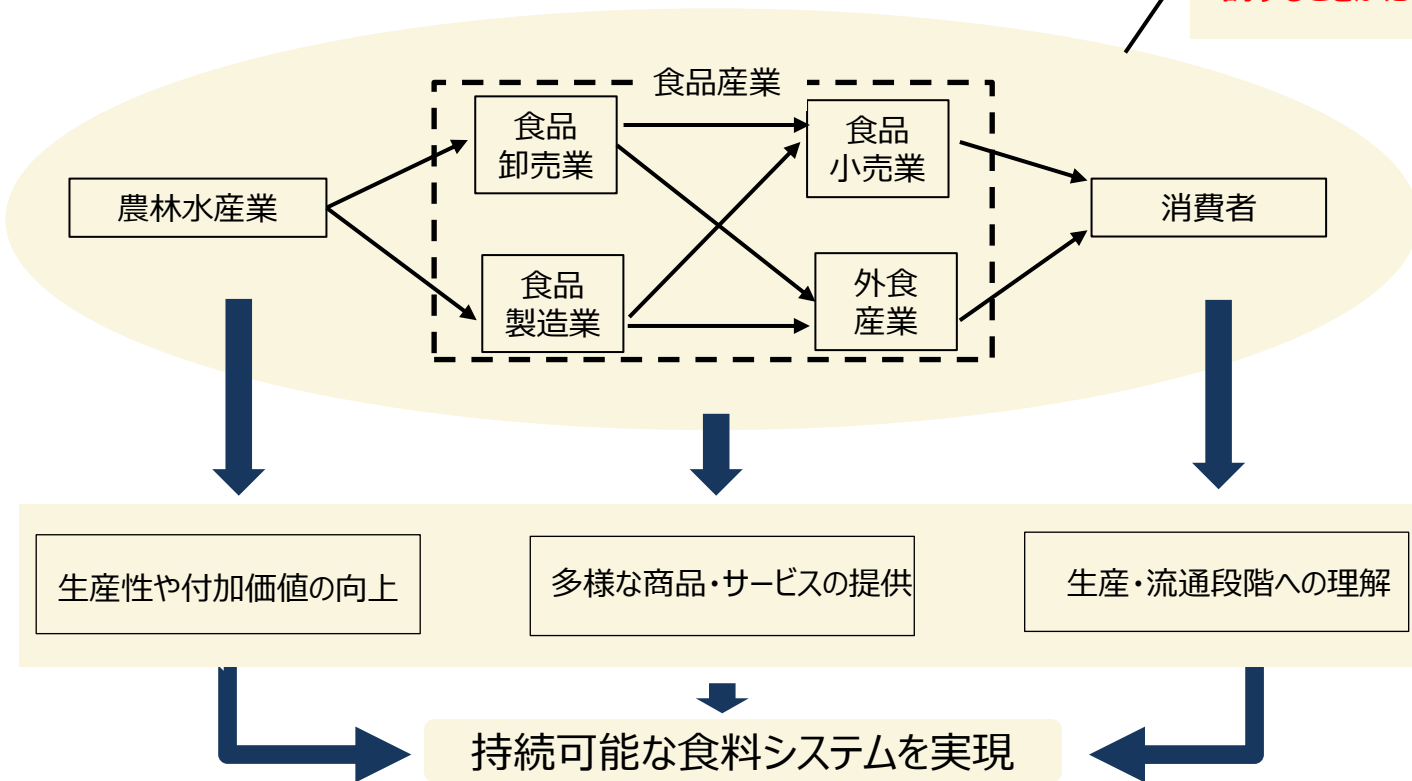 食品産業
食品
卸売業
食品
小売業
農林水産業
消費者
食品
製造業
外食
産業
生産性や付加価値の向上
多様な商品・サービスの提供
生産・流通段階への理解
持続可能な食料システムを実現